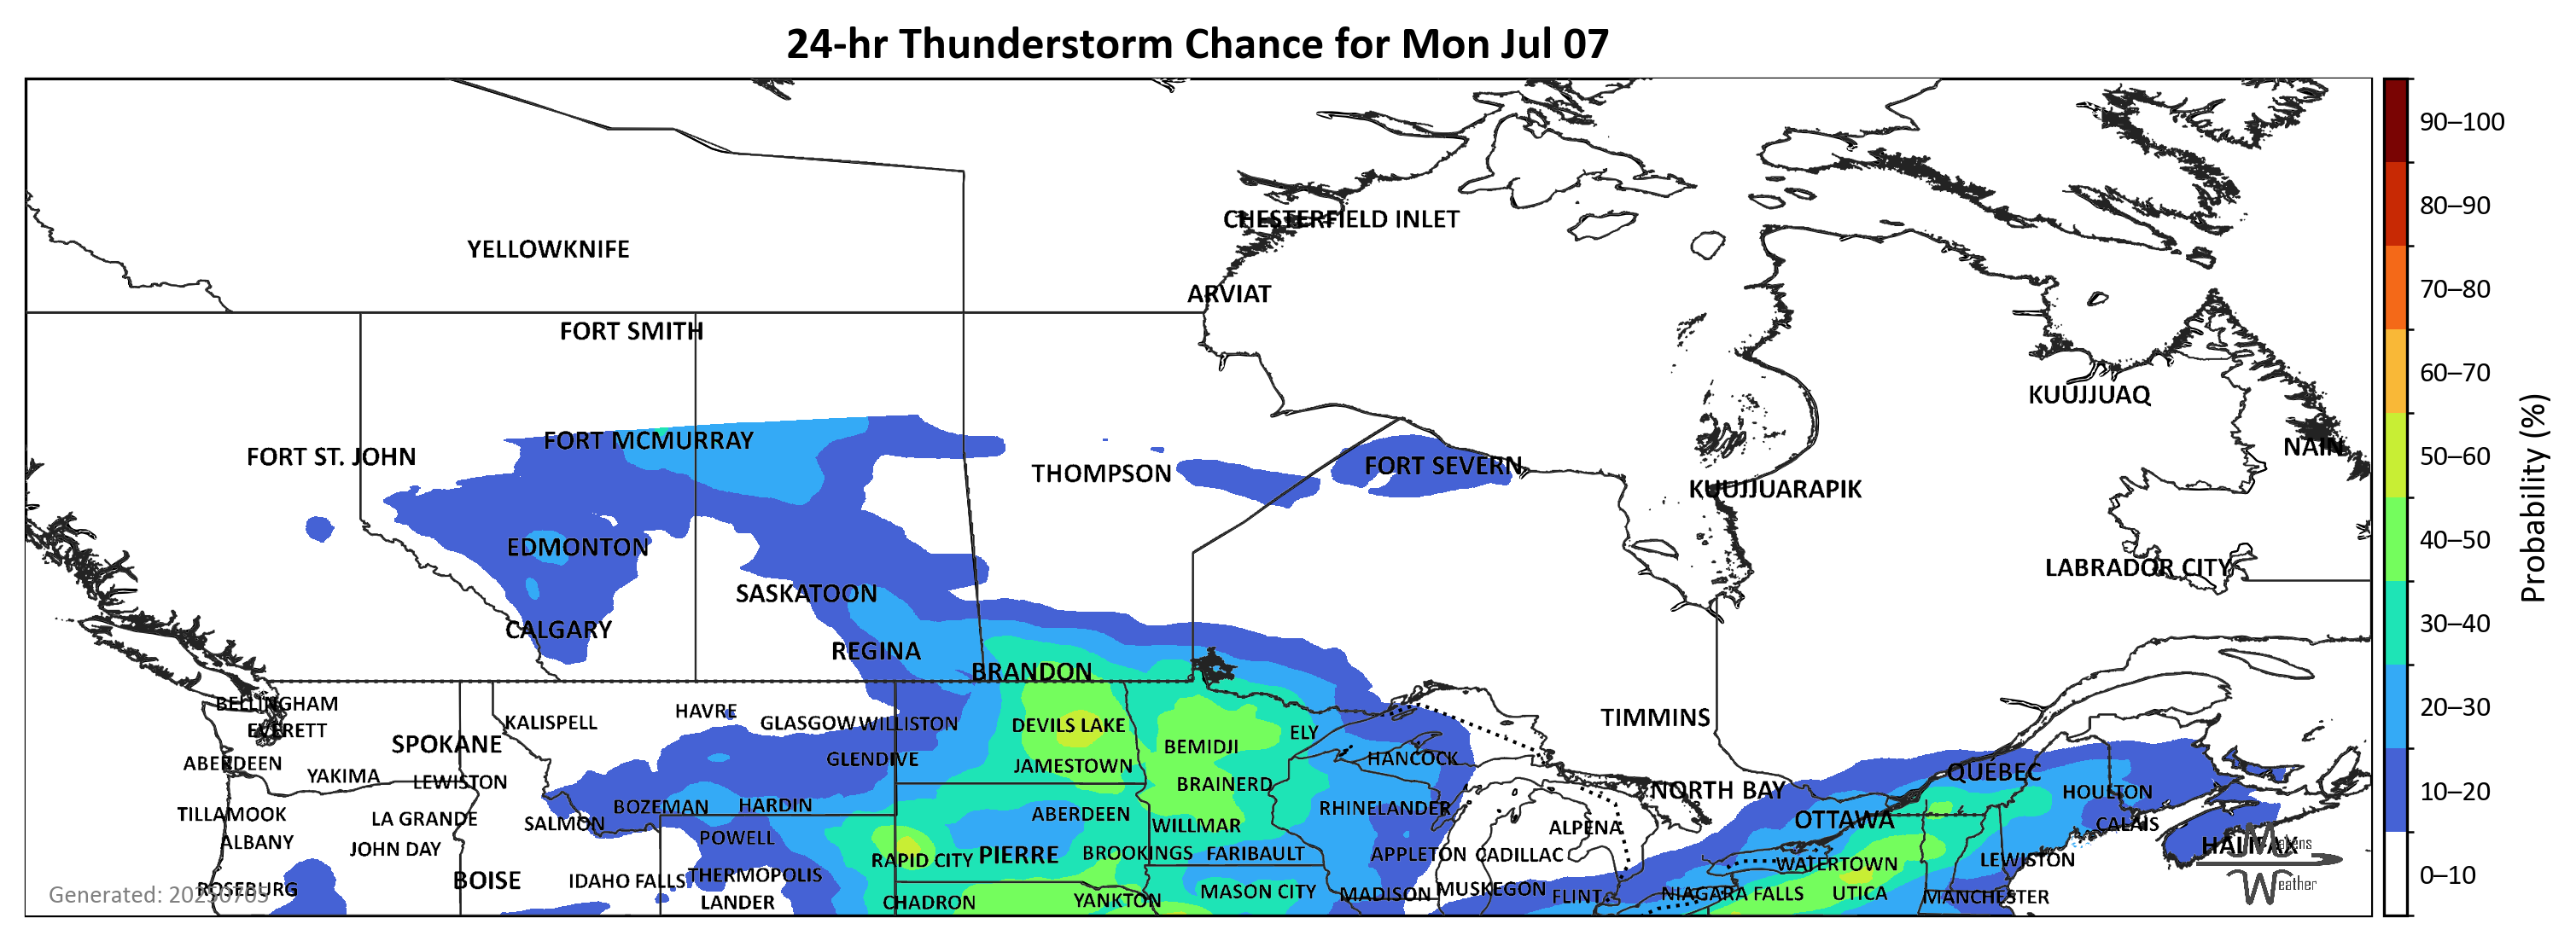 24-hr Thunderstorm Chance for Mon Jul 07
90–100
80–90
70–80
60–70
50–60
40–50
30–40
20–30
10–20
0–10
Probability (%)
CHESTERFIELD INLET
YELLOWKNIFE
ARVIAT
FORT SMITH
KUUJJUAQ
FORT MCMURRAY
NAIN
FORT ST. JOHN
THOMPSON
FORT SEVERN
KUUJJUARAPIK
EDMONTON
LABRADOR CITY
SASKATOON
CALGARY
REGINA
BRANDON
BELLINGHAM
HAVRE
KALISPELL
GLASGOW
WILLISTON
DEVILS LAKE
TIMMINS
EVERETT
ELY
SPOKANE
BEMIDJI
HANCOCK
GLENDIVE
ABERDEEN
JAMESTOWN
QUEBEC
YAKIMA
LEWISTON
BRAINERD
NORTH BAY
HOULTON
BOZEMAN
HARDIN
RHINELANDER
TILLAMOOK
LA GRANDE
ABERDEEN
OTTAWA
SALMON
WILLMAR
ALPENA
CALAIS
POWELL
ALBANY
JOHN DAY
HALIFAX
Makens
Weather
BROOKINGS
FARIBAULT
APPLETON
CADILLAC
PIERRE
RAPID CITY
WATERTOWN
LEWISTON
THERMOPOLIS
BOISE
IDAHO FALLS
ROSEBURG
MUSKEGON
MASON CITY
MADISON
NIAGARA FALLS
UTICA
FLINT
MANCHESTER
LANDER
CHADRON
YANKTON
Generated: 20250705